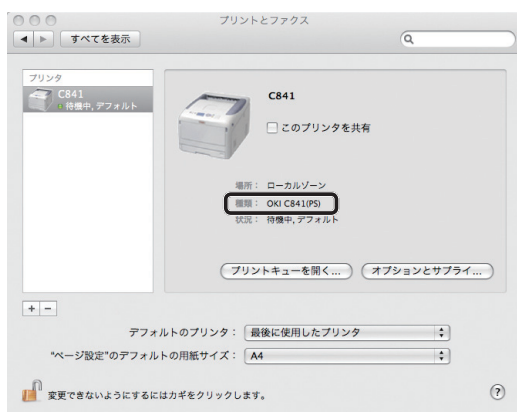 プリントとファクス
すべてを表示
プリンタ
C841
待機中, デフォルト
C841
このプリンタを共有
場所： ローカルゾーン
種類： OKI C841(PS)
状況： 待機中, デフォルト
プリントキューを開く... オプションとサプライ...
+ −
デフォルトのプリンタ： 最後に使用したプリンタ
"ページ設定"のデフォルトの用紙サイズ： A4
変更できないようにするにはカギをクリックします。 ?